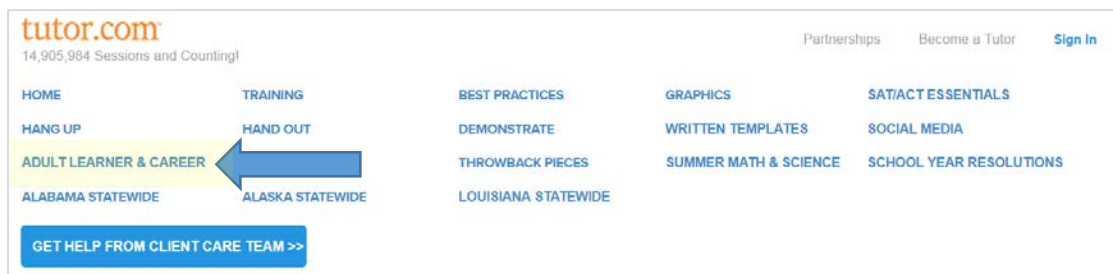 tutor.com
14,905,984 Sessions and Counting!
Partnerships Become a Tutor Sign In
HOME TRAINING BEST PRACTICES GRAPHICS SAT/ACT ESSENTIALS
HANG UP HAND OUT DEMONSTRATE WRITTEN TEMPLATES SOCIAL MEDIA
ADULT LEARNER & CAREER THROWBACK PIECES SUMMER MATH & SCIENCE SCHOOL YEAR RESOLUTIONS
ALABAMA STATEWIDE ALASKA STATEWIDE LOUISIANA STATEWIDE
GET HELP FROM CLIENT CARE TEAM >>